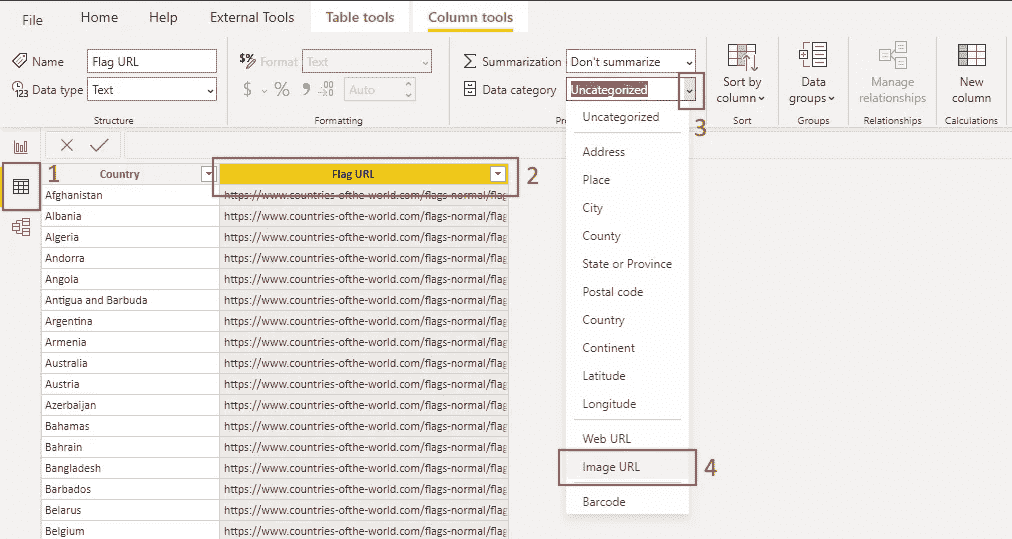 File Home Help External Tools Table tools Column tools
Name Flag URL $% Format Text Σ Summarization Don't summarize
Data type Text $ % 9 .00 Auto Data category Uncategorized
Sort by column Data groups Manage relationships New column
Structure Formatting Pr Sort Groups Relationships Calculations
3
Uncategorized
1 Country Flag URL 2
Address
Place
City
County
State or Province
Postal code
Country
Continent
Latitude
Longitude
Web URL
Image URL 4
Barcode
Afghanistan https://www.countries-ofthe-world.com/flags-normal/flag
Albania https://www.countries-ofthe-world.com/flags-normal/flag
Algeria https://www.countries-ofthe-world.com/flags-normal/flag
Andorra https://www.countries-ofthe-world.com/flags-normal/flag
Angola https://www.countries-ofthe-world.com/flags-normal/flag
Antigua and Barbuda https://www.countries-ofthe-world.com/flags-normal/flag
Argentina https://www.countries-ofthe-world.com/flags-normal/flag
Armenia https://www.countries-ofthe-world.com/flags-normal/flag
Australia https://www.countries-ofthe-world.com/flags-normal/flag
Austria https://www.countries-ofthe-world.com/flags-normal/flag
Azerbaijan https://www.countries-ofthe-world.com/flags-normal/flag
Bahamas https://www.countries-ofthe-world.com/flags-normal/flag
Bahrain https://www.countries-ofthe-world.com/flags-normal/flag
Bangladesh https://www.countries-ofthe-world.com/flags-normal/flag
Barbados https://www.countries-ofthe-world.com/flags-normal/flag
Belarus https://www.countries-ofthe-world.com/flags-normal/flag
Belgium https://www.countries-ofthe-world.com/flags-normal/flag